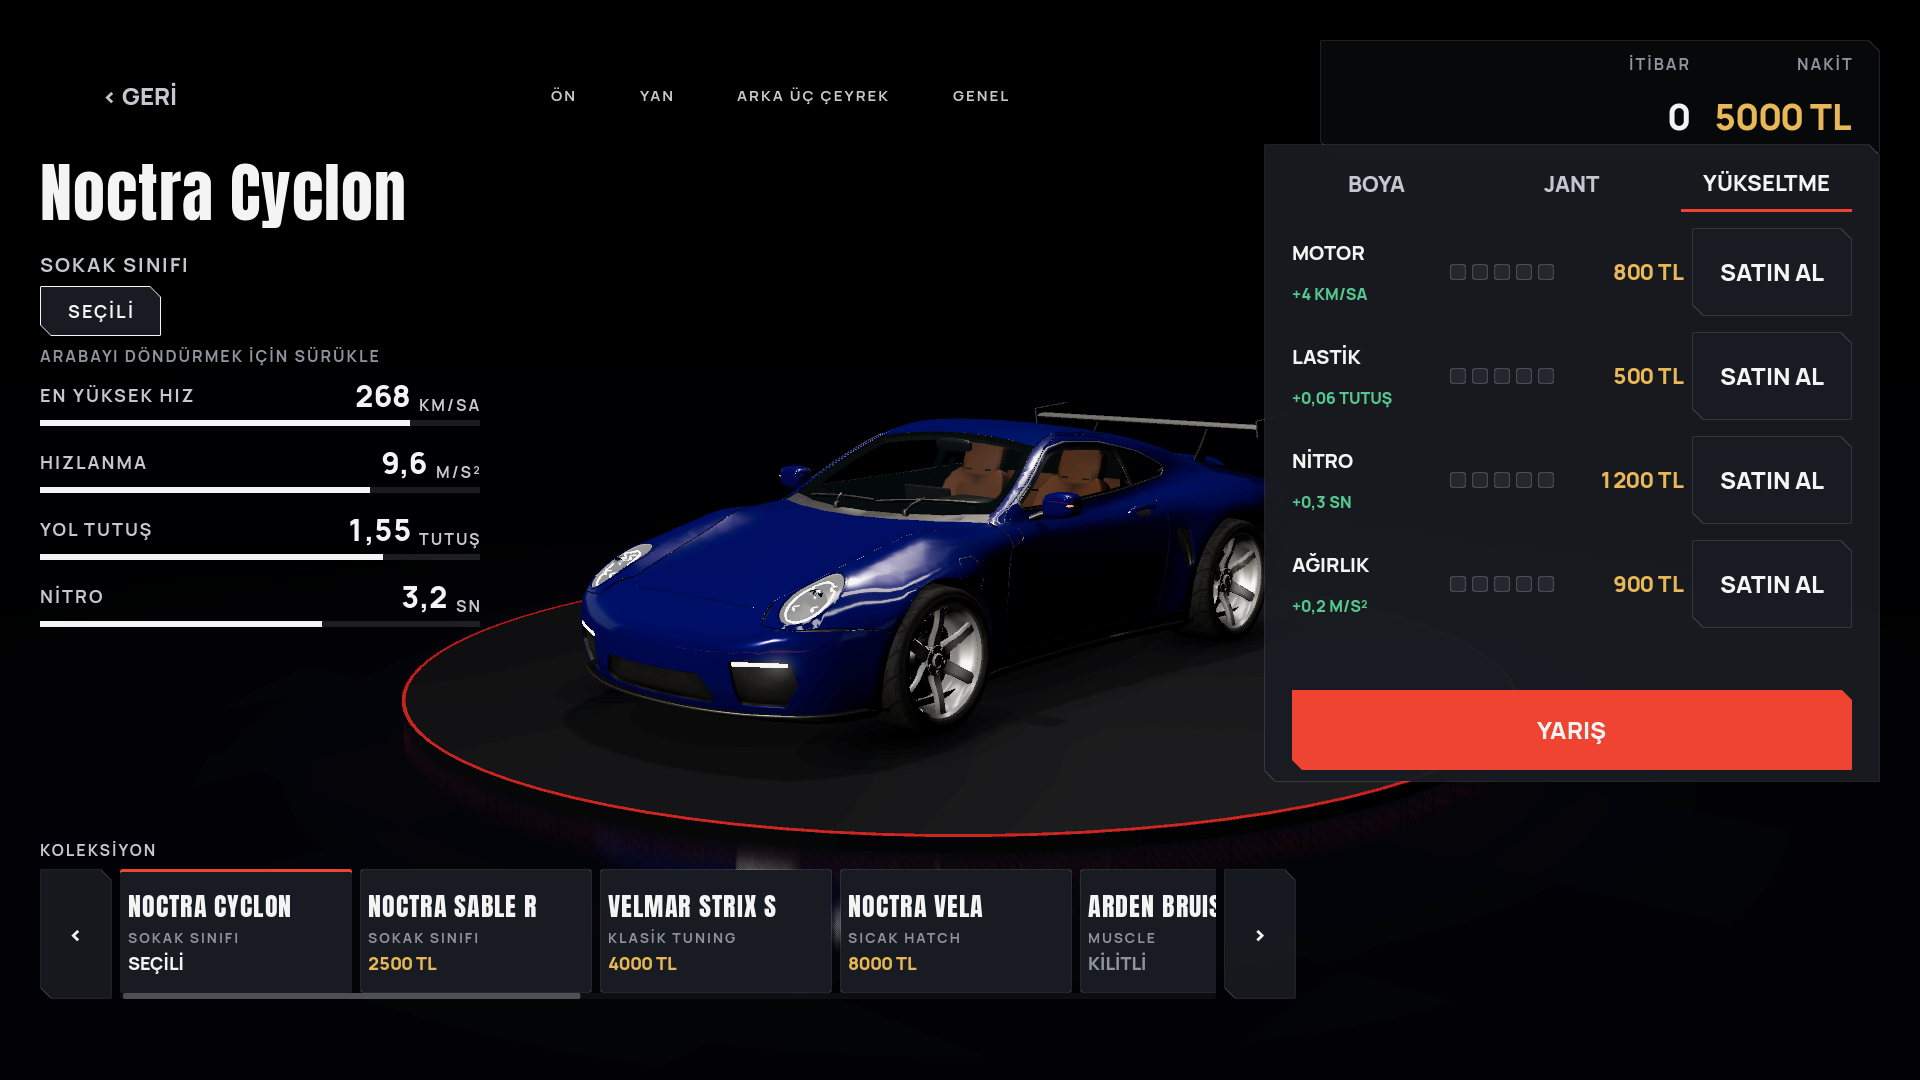 ‹ GERİ
ÖN
YAN
ARKA ÜÇ ÇEYREK
GENEL
İTİBAR
NAKİT
0
5000 TL
Noctra Cyclon
SOKAK SINIFI
SEÇİLİ
ARABAYI DÖNDÜRMEK İÇİN SÜRÜKLE
EN YÜKSEK HIZ
268 KM/SA
HIZLANMA
9,6 M/S²
YOL TUTUŞ
1,55 TUTUŞ
NİTRO
3,2 SN
BOYA
JANT
YÜKSELTME
MOTOR
+4 KM/SA
800 TL
SATIN AL
LASTİK
+0,06 TUTUŞ
500 TL
SATIN AL
NİTRO
+0,3 SN
1200 TL
SATIN AL
AĞIRLIK
+0,2 M/S²
900 TL
SATIN AL
YARIŞ
KOLEKSİYON
‹
NOCTRA CYCLON
SOKAK SINIFI
SEÇİLİ
NOCTRA SABLE R
SOKAK SINIFI
2500 TL
VELMAR STRIX S
KLASİK TUNING
4000 TL
NOCTRA VELA
SICAK HATCH
8000 TL
ARDEN BRUIS
MUSCLE
KİLİTLİ
›